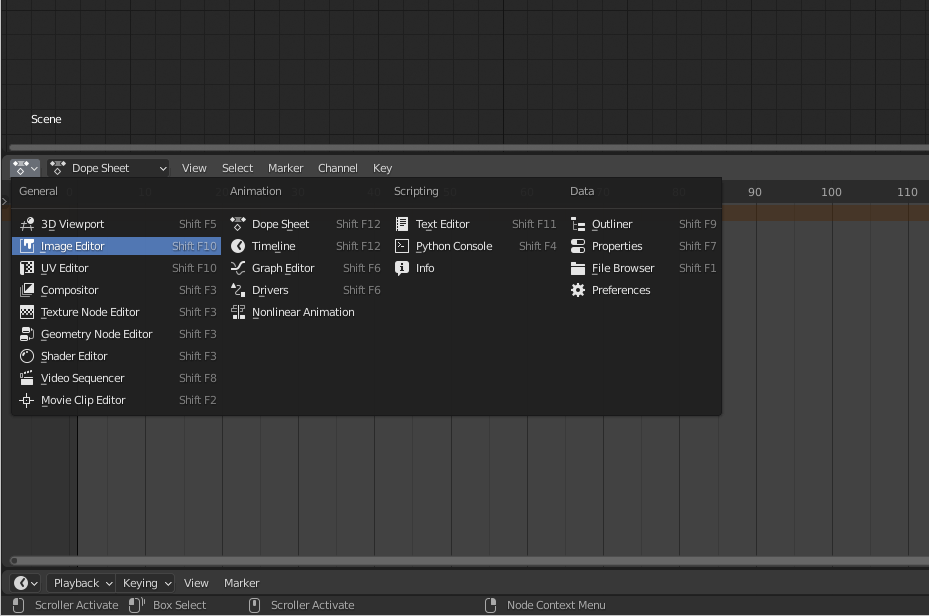 Scene
Dope Sheet View Select Marker Channel Key
General Animation Scripting Data 90 100 110
3D Viewport Shift F5 Dope Sheet Shift F12 Text Editor Shift F11 Outliner Shift F9
Image Editor Shift F10 Timeline Shift F12 Python Console Shift F4 Properties Shift F7
UV Editor Shift F10 Graph Editor Shift F6 Info File Browser Shift F1
Compositor Shift F3 Drivers Shift F6 Preferences
Texture Node Editor Shift F3 Nonlinear Animation
Geometry Node Editor Shift F3
Shader Editor Shift F3
Video Sequencer Shift F8
Movie Clip Editor Shift F2
Playback Keying View Marker
Scroller Activate Box Select Scroller Activate Node Context Menu